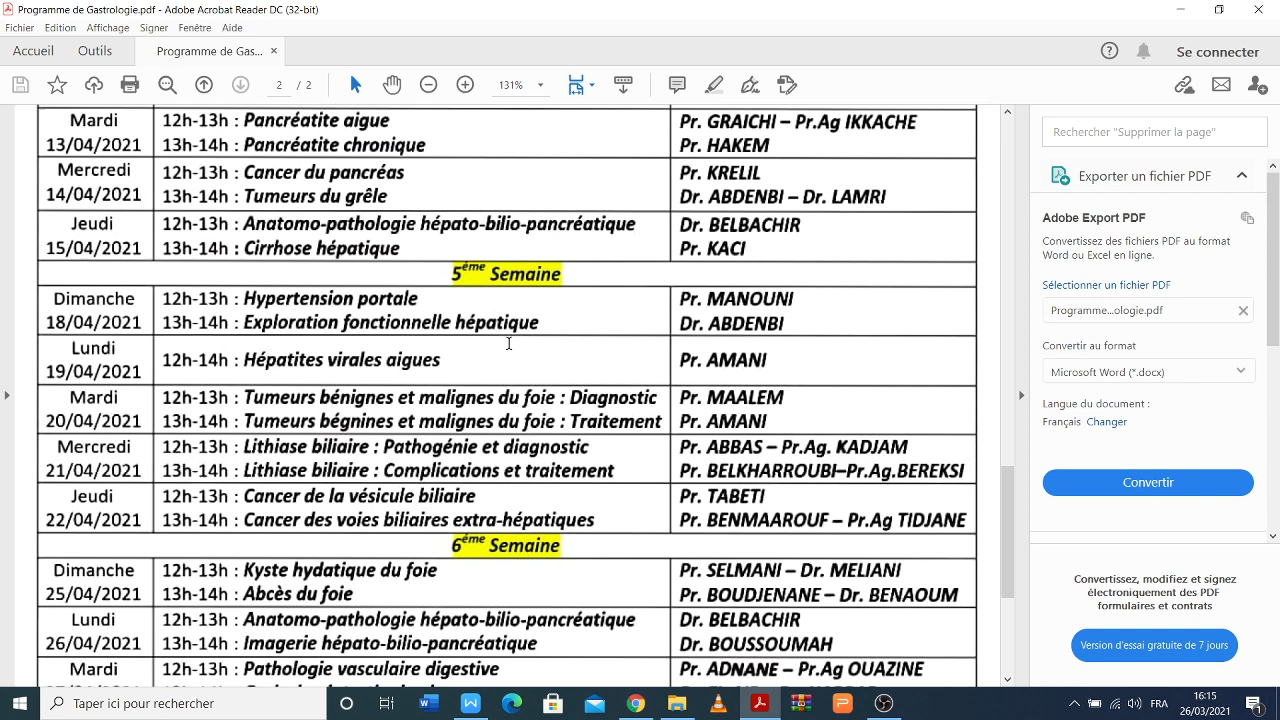 Programme de Gastrologie.pdf - Adobe Acrobat Reader DC (32-bit)
Fichier Edition Affichage Signer Fenêtre Aide
Accueil Outils Programme de Gas... × Se connecter
2 / 2 131%
Rechercher "Supprimer la page"
Exporter un fichier PDF
Adobe Export PDF
Convertissez des fichiers PDF au format
Word ou Excel en ligne.
Sélectionner un fichier PDF
Programme...ologie.pdf
Convertir au format
Microsoft Word (*.docx)
Langue du document :
Français Changer
Convertir
Convertissez, modifiez et signez
électroniquement des PDF
formulaires et contrats
Version d'essai gratuite de 7 jours
Mardi 12h-13h : Pancréatite aigue Pr. GRAICHI – Pr.Ag IKKACHE
13/04/2021 13h-14h : Pancréatite chronique Pr. HAKEM
Mercredi 12h-13h : Cancer du pancréas Pr. KRELIL
14/04/2021 13h-14h : Tumeurs du grêle Dr. ABDENBI – Dr. LAMRI
Jeudi 12h-13h : Anatomo-pathologie hépato-bilio-pancréatique Dr. BELBACHIR
15/04/2021 13h-14h : Cirrhose hépatique Pr. KACI
5éme Semaine
Dimanche 12h-13h : Hypertension portale Pr. MANOUNI
18/04/2021 13h-14h : Exploration fonctionnelle hépatique Dr. ABDENBI
Lundi
12h-14h : Hépatites virales aigues Pr. AMANI
19/04/2021
Mardi 12h-13h : Tumeurs bénignes et malignes du foie : Diagnostic Pr. MAALEM
20/04/2021 13h-14h : Tumeurs bégnines et malignes du foie : Traitement Pr. AMANI
Mercredi 12h-13h : Lithiase biliaire : Pathogénie et diagnostic Pr. ABBAS – Pr.Ag. KADJAM
21/04/2021 13h-14h : Lithiase biliaire : Complications et traitement Pr. BELKHARROUBI–Pr.Ag.BEREKSI
Jeudi 12h-13h : Cancer de la vésicule biliaire Pr. TABETI
22/04/2021 13h-14h : Cancer des voies biliaires extra-hépatiques Pr. BENMAAROUF – Pr.Ag TIDJANE
6éme Semaine
Dimanche 12h-13h : Kyste hydatique du foie Pr. SELMANI – Dr. MELIANI
25/04/2021 13h-14h : Abcès du foie Pr. BOUDJENANE – Dr. BENAOUM
Lundi 12h-13h : Anatomo-pathologie hépato-bilio-pancréatique Dr. BELBACHIR
26/04/2021 13h-14h : Imagerie hépato-bilio-pancréatique Dr. BOUSSOUMAH
Mardi 12h-13h : Pathologie vasculaire digestive Pr. ADNANE – Pr.Ag OUAZINE
Taper ici pour rechercher
FRA
16:15
26/03/2021